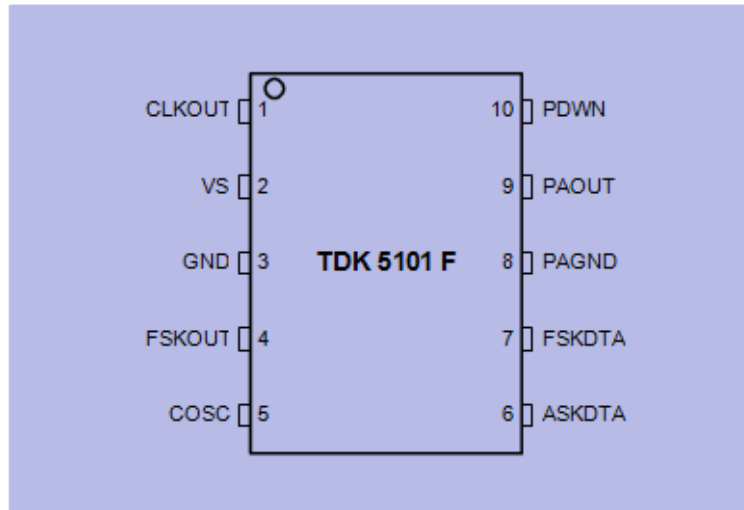 CLKOUT 1 10 PDWN
VS 2 9 PAOUT
GND 3 TDK 5101 F 8 PAGND
FSKOUT 4 7 FSKDTA
COSC 5 6 ASKDTA